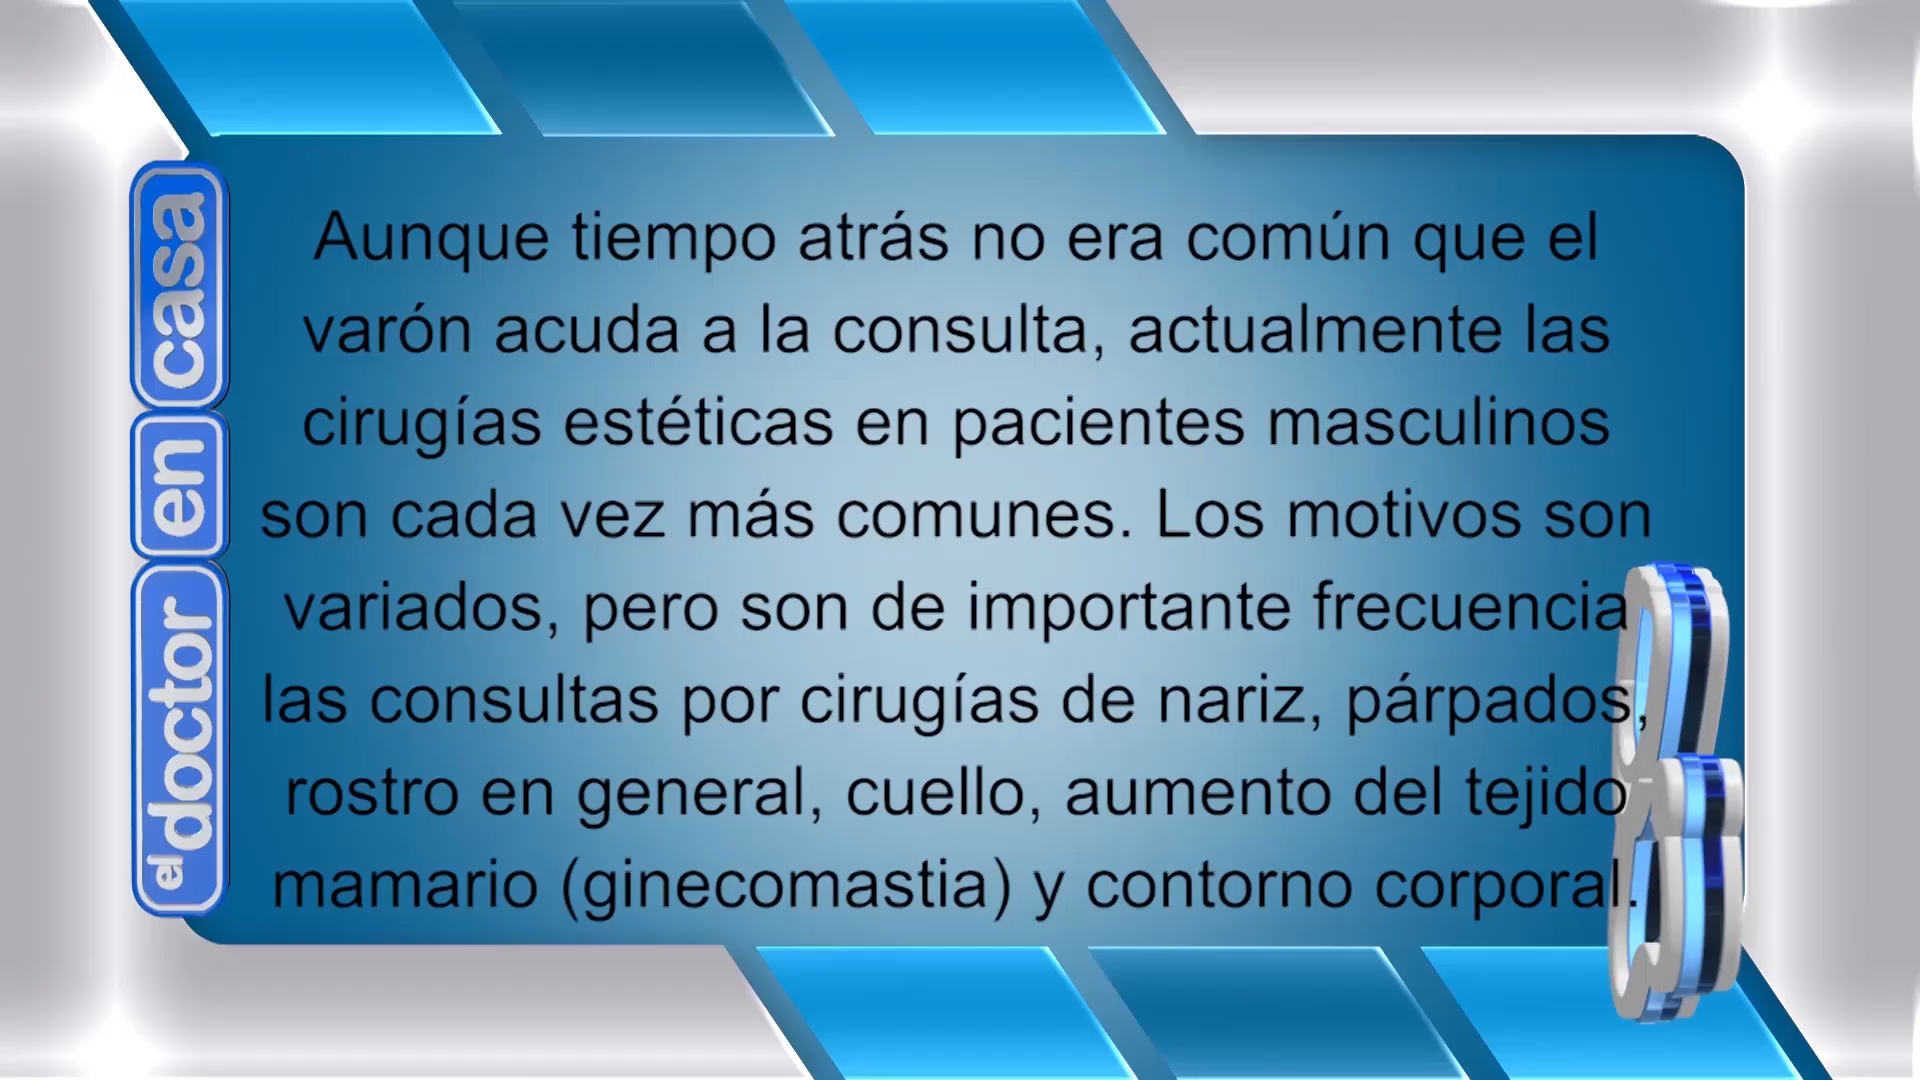 Aunque tiempo atrás no era común que el
varón acuda a la consulta, actualmente las
cirugías estéticas en pacientes masculinos
son cada vez más comunes. Los motivos son
variados, pero son de importante frecuencia
las consultas por cirugías de nariz, párpados,
rostro en general, cuello, aumento del tejido
mamario (ginecomastia) y contorno corporal.
el doctor en casa